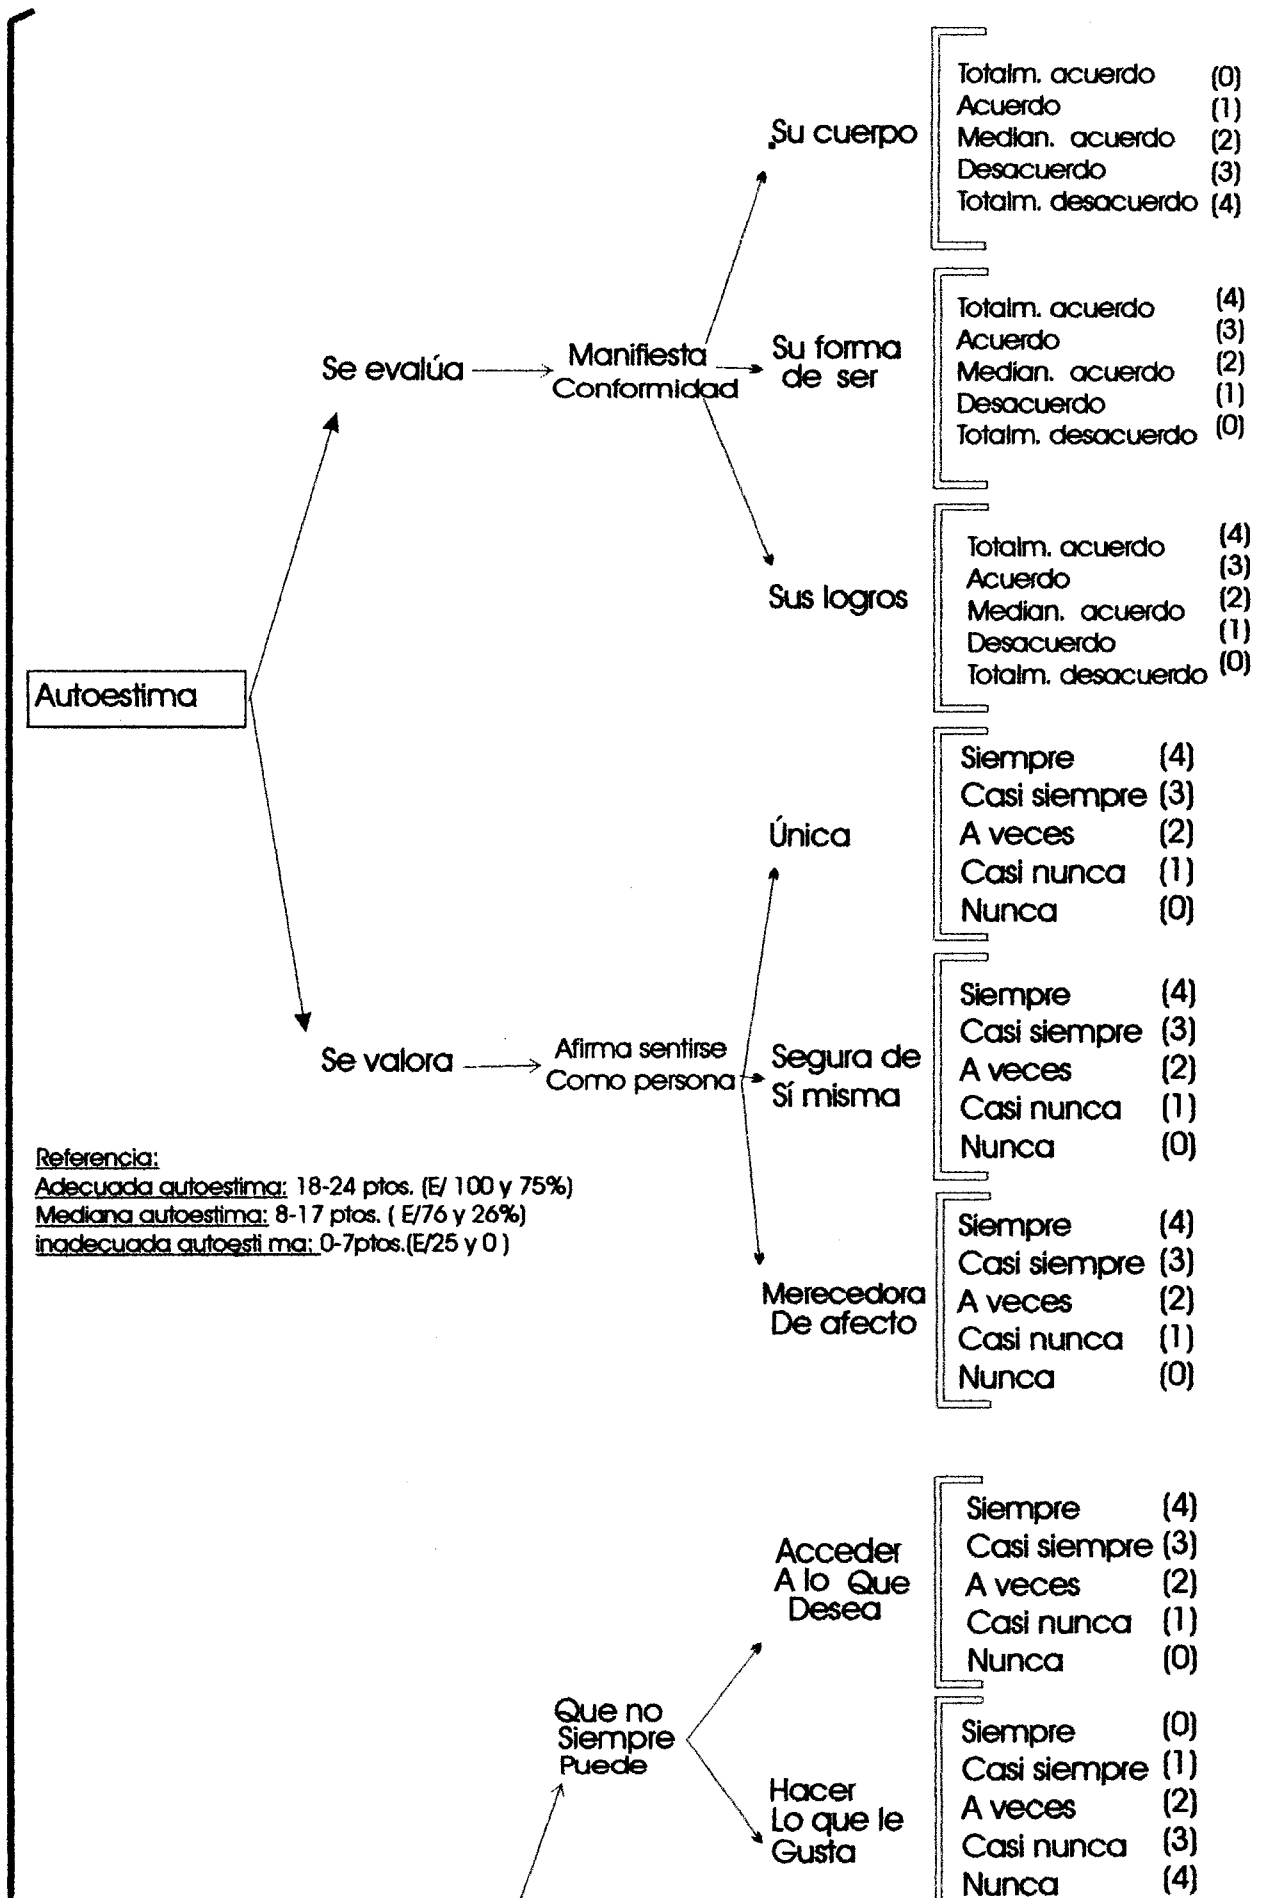 Su cuerpo
Totalm. acuerdo (0)
Acuerdo (1)
Median. acuerdo (2)
Desacuerdo (3)
Totalm. desacuerdo (4)
Se evalúa
Manifiesta
Conformidad
Su forma
de ser
Totalm. acuerdo (4)
Acuerdo (3)
Median. acuerdo (2)
Desacuerdo (1)
Totalm. desacuerdo (0)
Sus logros
Totalm. acuerdo (4)
Acuerdo (3)
Median. acuerdo (2)
Desacuerdo (1)
Totalm. desacuerdo (0)
Autoestima
Única
Siempre (4)
Casi siempre (3)
A veces (2)
Casi nunca (1)
Nunca (0)
Se valora
Afirma sentirse
Como persona
Segura de
Sí misma
Siempre (4)
Casi siempre (3)
A veces (2)
Casi nunca (1)
Nunca (0)
Referencia:
Adecuada autoestima: 18-24 ptos. (E/ 100 y 75%)
Mediana autoestima: 8-17 ptos. ( E/76 y 26%)
inadecuada autoesti ma: 0-7ptos.(E/25 y 0 )
Merecedora
De afecto
Siempre (4)
Casi siempre (3)
A veces (2)
Casi nunca (1)
Nunca (0)
Acceder
A lo Que
Desea
Siempre (4)
Casi siempre (3)
A veces (2)
Casi nunca (1)
Nunca (0)
Que no
Siempre
Puede
Hacer
Lo que le
Gusta
Siempre (0)
Casi siempre (1)
A veces (2)
Casi nunca (3)
Nunca (4)